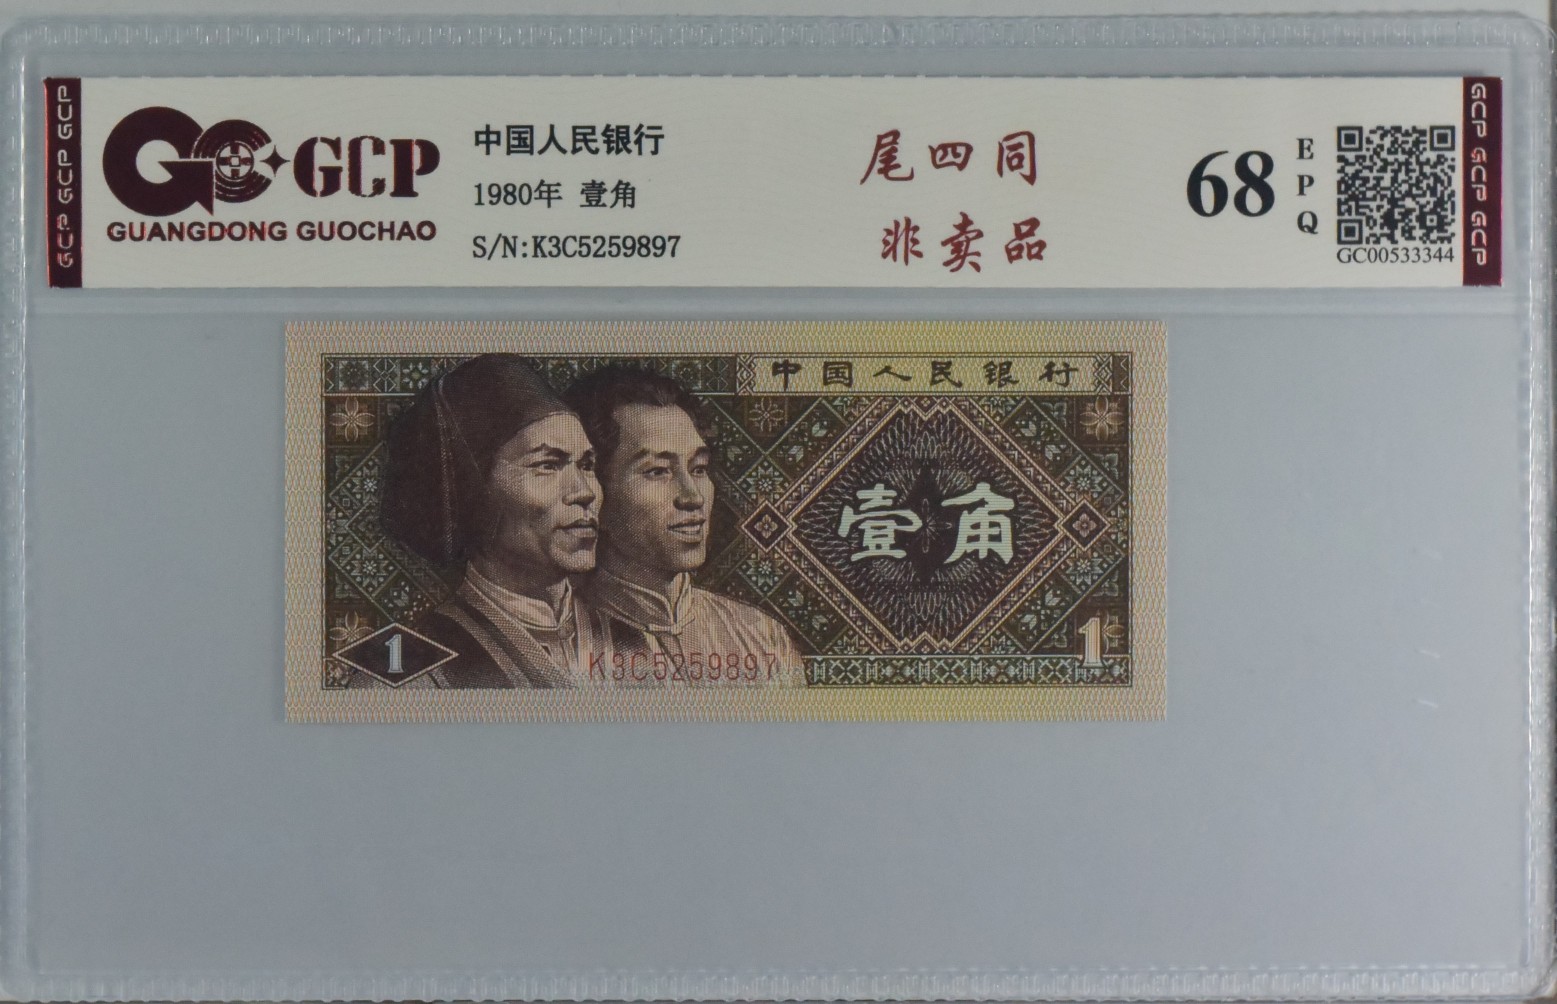 GCP GCP GCP
GCP
GUANGDONG GUOCHAO
中国人民银行
1980年 壹角
S/N:K3C5259897
尾四同
非卖品
68
EPQ
GC00533344
GCP GCP GCP
中国人民银行
壹角
1
K3C5259897
1